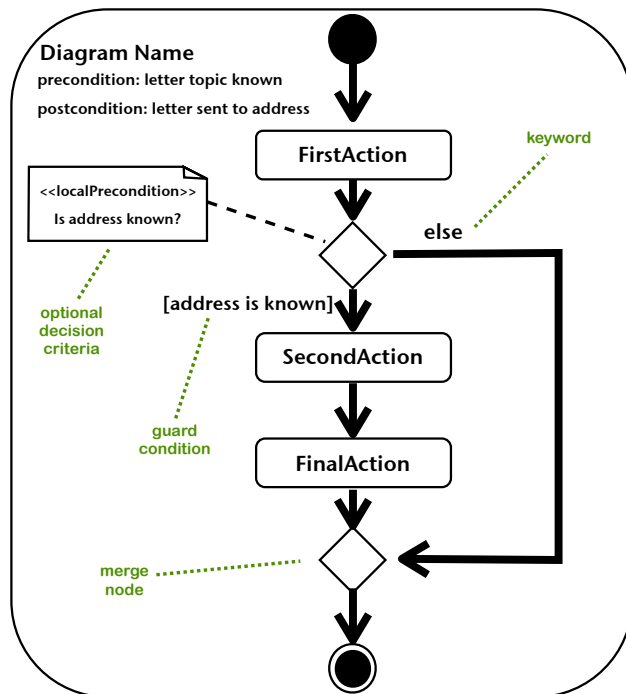 Diagram Name
precondition: letter topic known
postcondition: letter sent to address
keyword
FirstAction
<<localPrecondition>>
Is address known?
else
[address is known]
optional
decision
criteria
SecondAction
guard
condition
FinalAction
merge
node